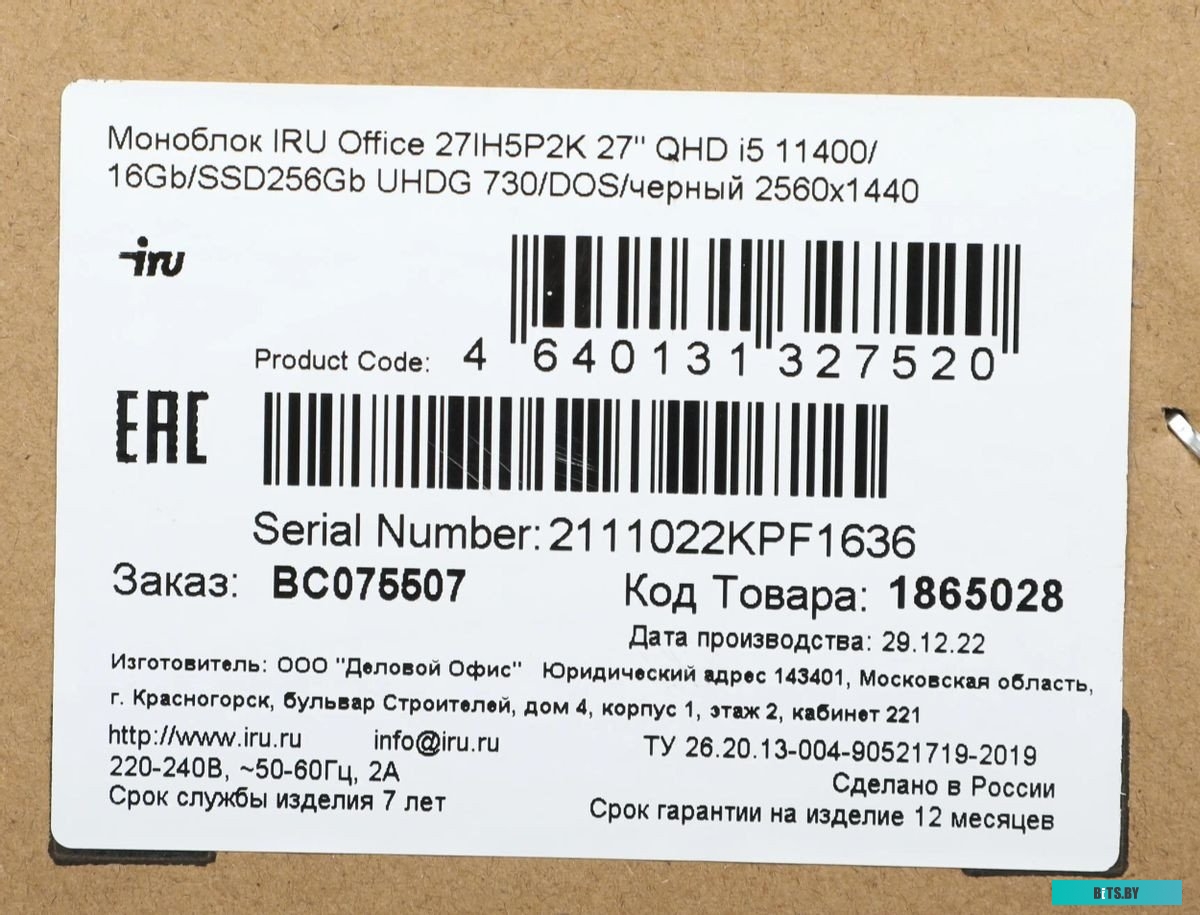 Моноблок IRU Office 27IH5P2K 27" QHD i5 11400/
16Gb/SSD256Gb UHDG 730/DOS/черный 2560x1440
iru
Product Code: 4 640131 327520
EAC
Serial Number: 2111022KPF1636
Заказ: BC075507 Код Товара: 1865028
Дата производства: 29.12.22
Изготовитель: ООО "Деловой Офис" Юридический адрес 143401, Московская область,
г. Красногорск, бульвар Строителей, дом 4, корпус 1, этаж 2, кабинет 221
http://www.iru.ru info@iru.ru ТУ 26.20.13-004-90521719-2019
220-240В, ~50-60Гц, 2А Сделано в России
Срок службы изделия 7 лет Срок гарантии на изделие 12 месяцев
BiTS.BY